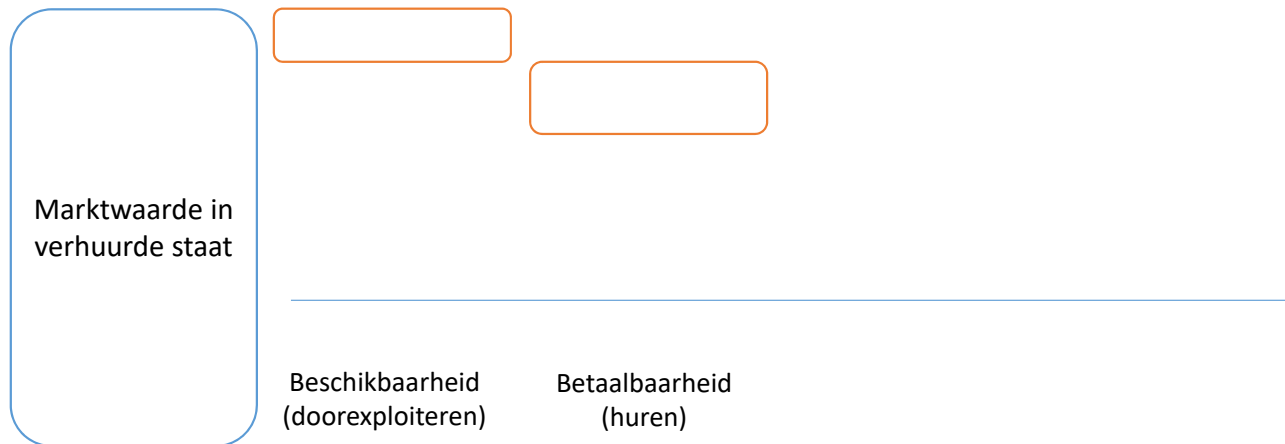 Marktwaarde in
verhuurde staat
Beschikbaarheid
(doorexploiteren)
Betaalbaarheid
(huren)